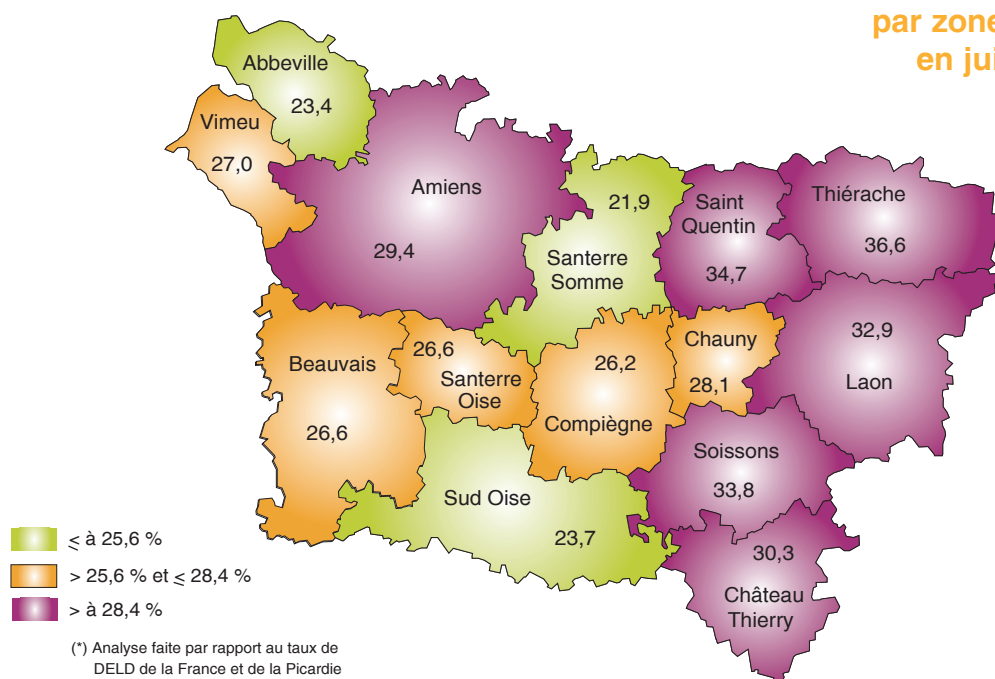 par zone
en jui
Abbeville
23,4
Vimeu
27,0
Amiens
29,4
21,9
Santerre
Somme
Saint
Quentin
34,7
Thiérache
36,6
Beauvais
26,6
26,6
Santerre
Oise
26,2
Compiègne
Chauny
28,1
32,9
Laon
Soissons
33,8
Sud Oise
23,7
30,3
Château
Thierry
≤ à 25,6 %
> 25,6 % et ≤ 28,4 %
> à 28,4 %
(*) Analyse faite par rapport au taux de
DELD de la France et de la Picardie